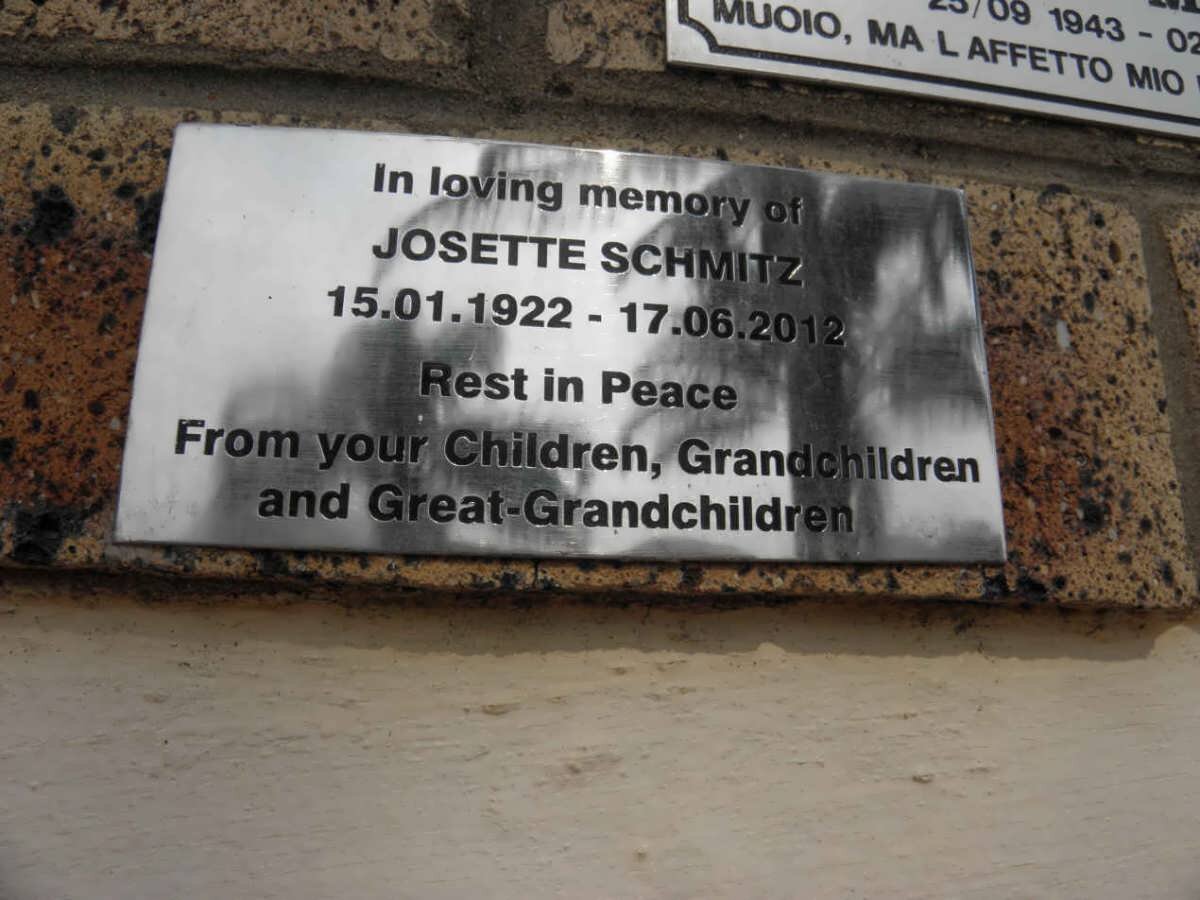 25/09 1943 - 02
MUOIO, MA L AFFETTO MIO
In loving memory of
JOSETTE SCHMITZ
15.01.1922 - 17.06.2012
Rest in Peace
From your Children, Grandchildren
and Great-Grandchildren